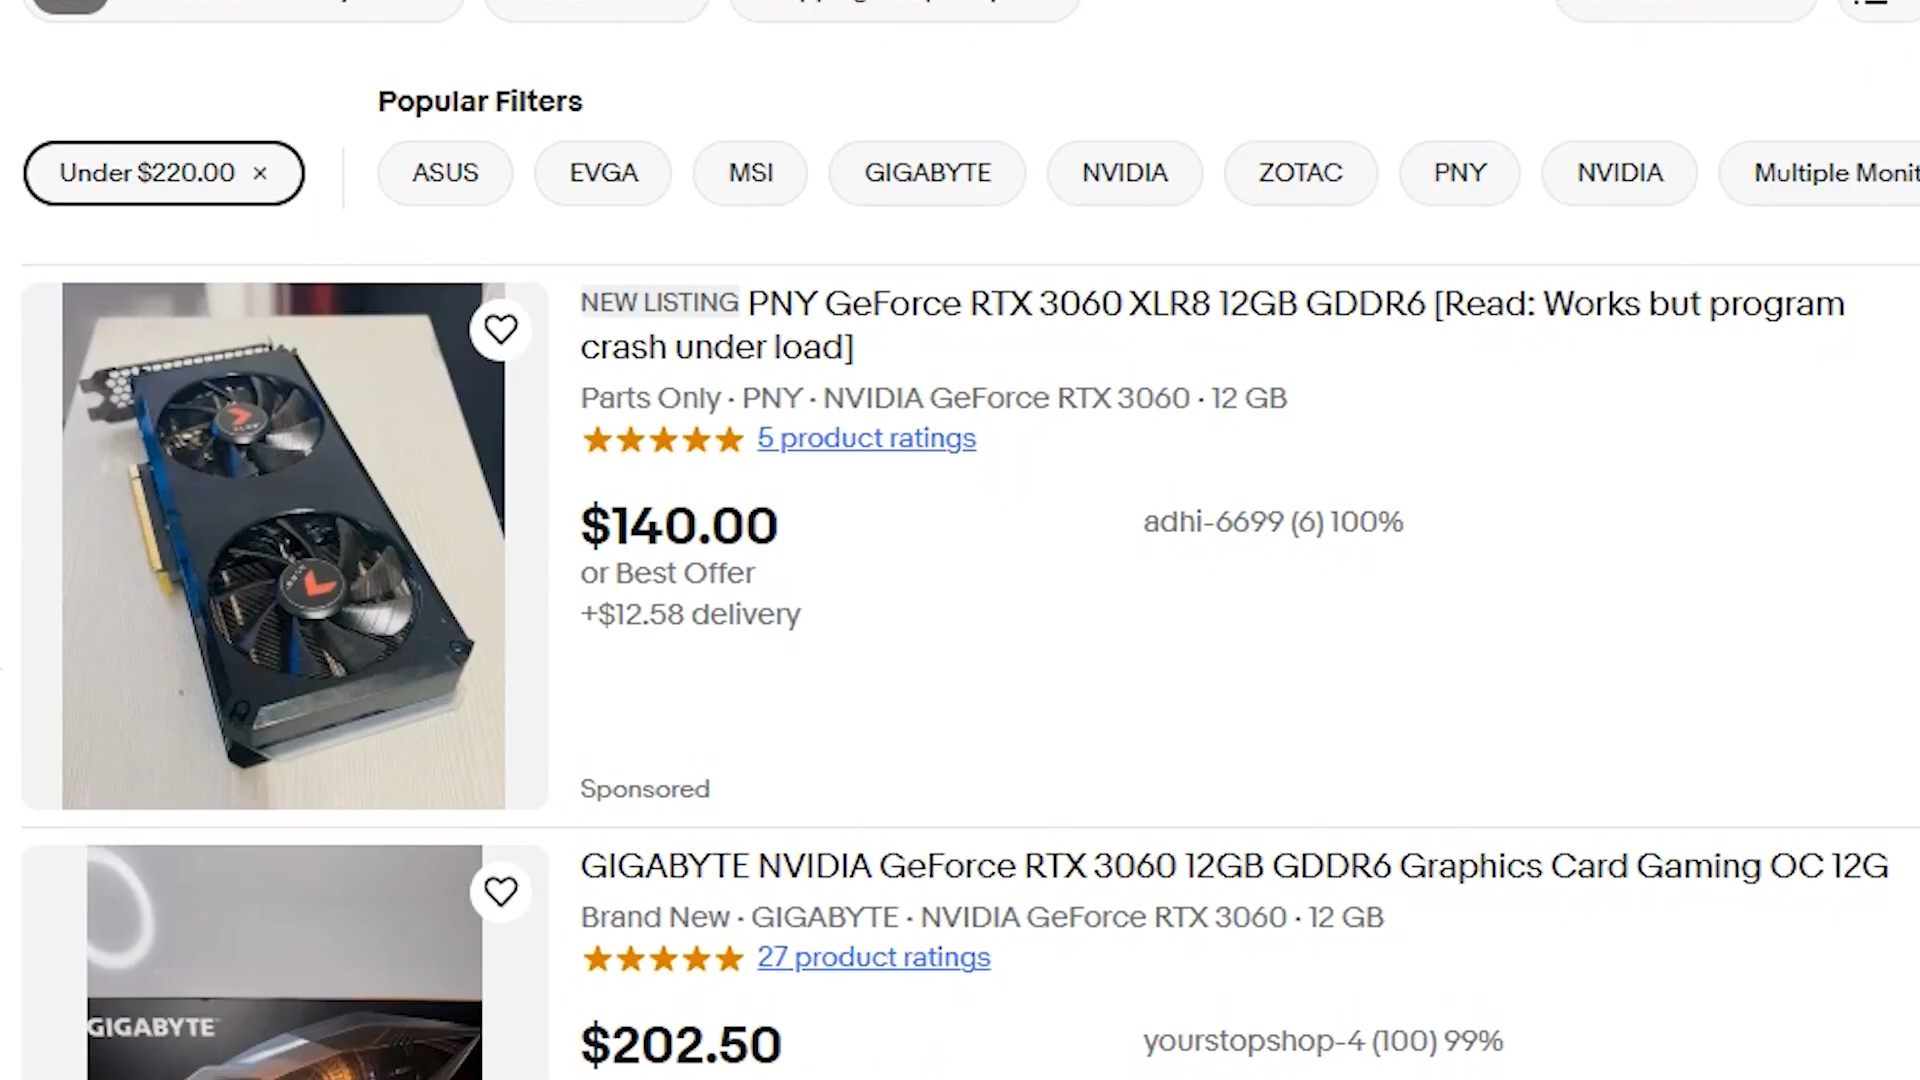 Popular Filters
Under $220.00 ×
ASUS
EVGA
MSI
GIGABYTE
NVIDIA
ZOTAC
PNY
NVIDIA
Multiple Monit
NEW LISTING PNY GeForce RTX 3060 XLR8 12GB GDDR6 [Read: Works but program
crash under load]
Parts Only · PNY · NVIDIA GeForce RTX 3060 · 12 GB
5 product ratings
$140.00
adhi-6699 (6) 100%
or Best Offer
+$12.58 delivery
Sponsored
GIGABYTE NVIDIA GeForce RTX 3060 12GB GDDR6 Graphics Card Gaming OC 12G
Brand New · GIGABYTE · NVIDIA GeForce RTX 3060 · 12 GB
27 product ratings
GIGABYTE
$202.50
yourstopshop-4 (100) 99%